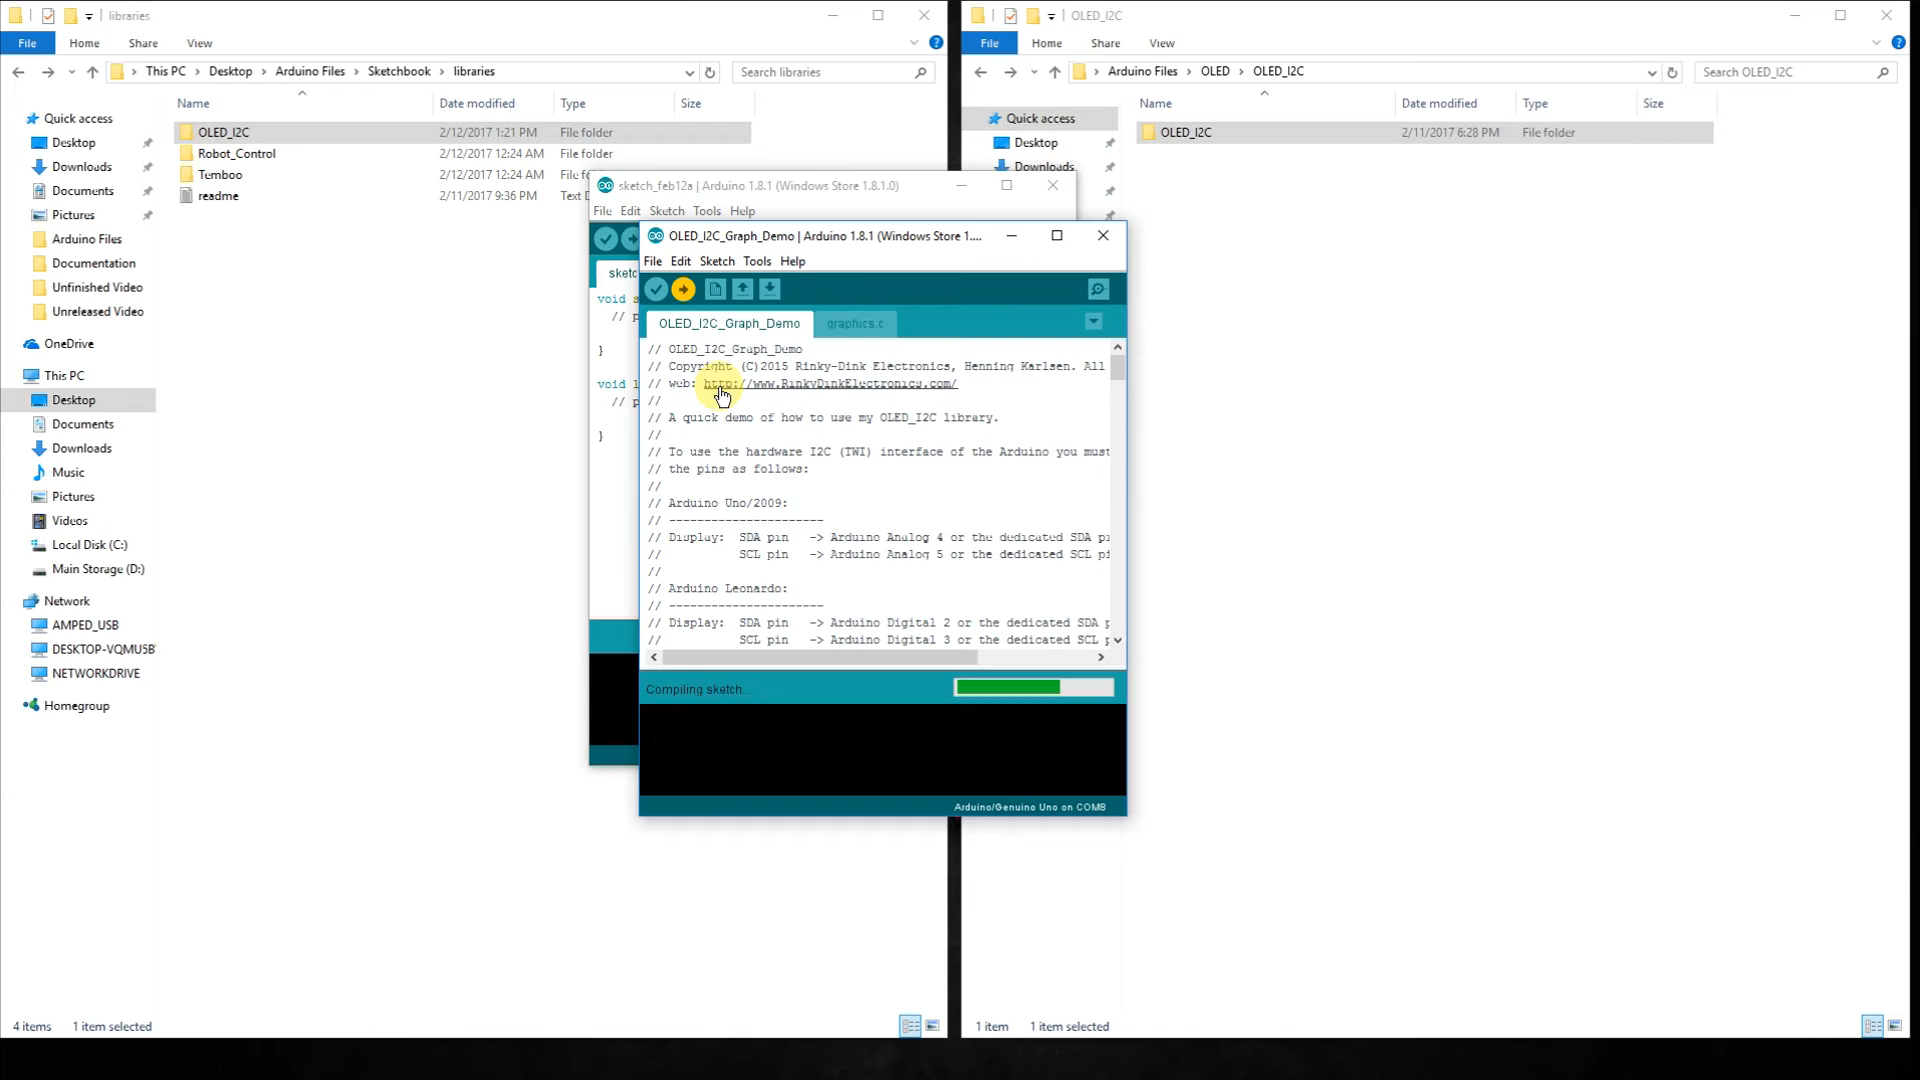 libraries
File
Home
Share
View
This PC
Desktop
Arduino Files
Sketchbook
libraries
Search libraries
Name
Date modified
Type
Size
OLED_I2C
2/12/2017 1:21 PM
File folder
Robot_Control
2/12/2017 12:24 AM
File folder
Temboo
2/12/2017 12:24 AM
File fo
readme
2/11/2017 9:36 PM
Text D
Quick access
Desktop
Downloads
Documents
Pictures
Arduino Files
Documentation
Unfinished Video
Unreleased Video
OneDrive
This PC
Desktop
Documents
Downloads
Music
Pictures
Videos
Local Disk (C:)
Main Storage (D:)
Network
AMPED_USB
DESKTOP-VQMU5B
NETWORKDRIVE
Homegroup
4 items
1 item selected
sketch_feb12a | Arduino 1.8.1 (Windows Store 1.8.1.0)
File Edit Sketch Tools Help
sketc
void s
// p
}
void l
// p
}
OLED_I2C_Graph_Demo | Arduino 1.8.1 (Windows Store 1....
File Edit Sketch Tools Help
OLED_I2C_Graph_Demo
graphics.c
// OLED_I2C_Graph_Demo
// Copyright (C)2015 Rinky-Dink Electronics, Henning Karlsen. All
// web: http://www.RinkyDinkElectronics.com/
//
// A quick demo of how to use my OLED_I2C library.
//
// To use the hardware I2C (TWI) interface of the Arduino you must
// the pins as follows:
//
// Arduino Uno/2009:
// ----------------------
// Display: SDA pin -> Arduino Analog 4 or the dedicated SDA pi
// SCL pin -> Arduino Analog 5 or the dedicated SCL pi
//
// Arduino Leonardo:
// ----------------------
// Display: SDA pin -> Arduino Digital 2 or the dedicated SDA p
// SCL pin -> Arduino Digital 3 or the dedicated SCL p
Compiling sketch...
Arduino/Genuino Uno on COM8
OLED_I2C
File
Home
Share
View
Arduino Files
OLED
OLED_I2C
Search OLED_I2C
Name
Date modified
Type
Size
OLED_I2C
2/11/2017 6:28 PM
File folder
Quick access
Desktop
Downloads
1 item
1 item selected